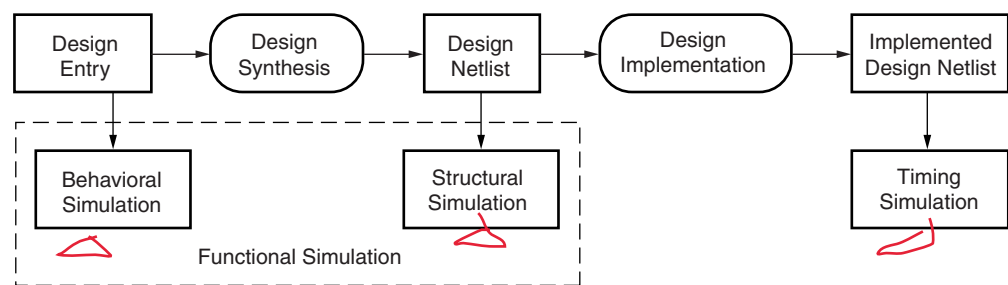 Design
Entry
Design
Synthesis
Design
Netlist
Design
Implementation
Implemented
Design Netlist
Behavioral
Simulation
Structural
Simulation
Timing
Simulation
Functional Simulation